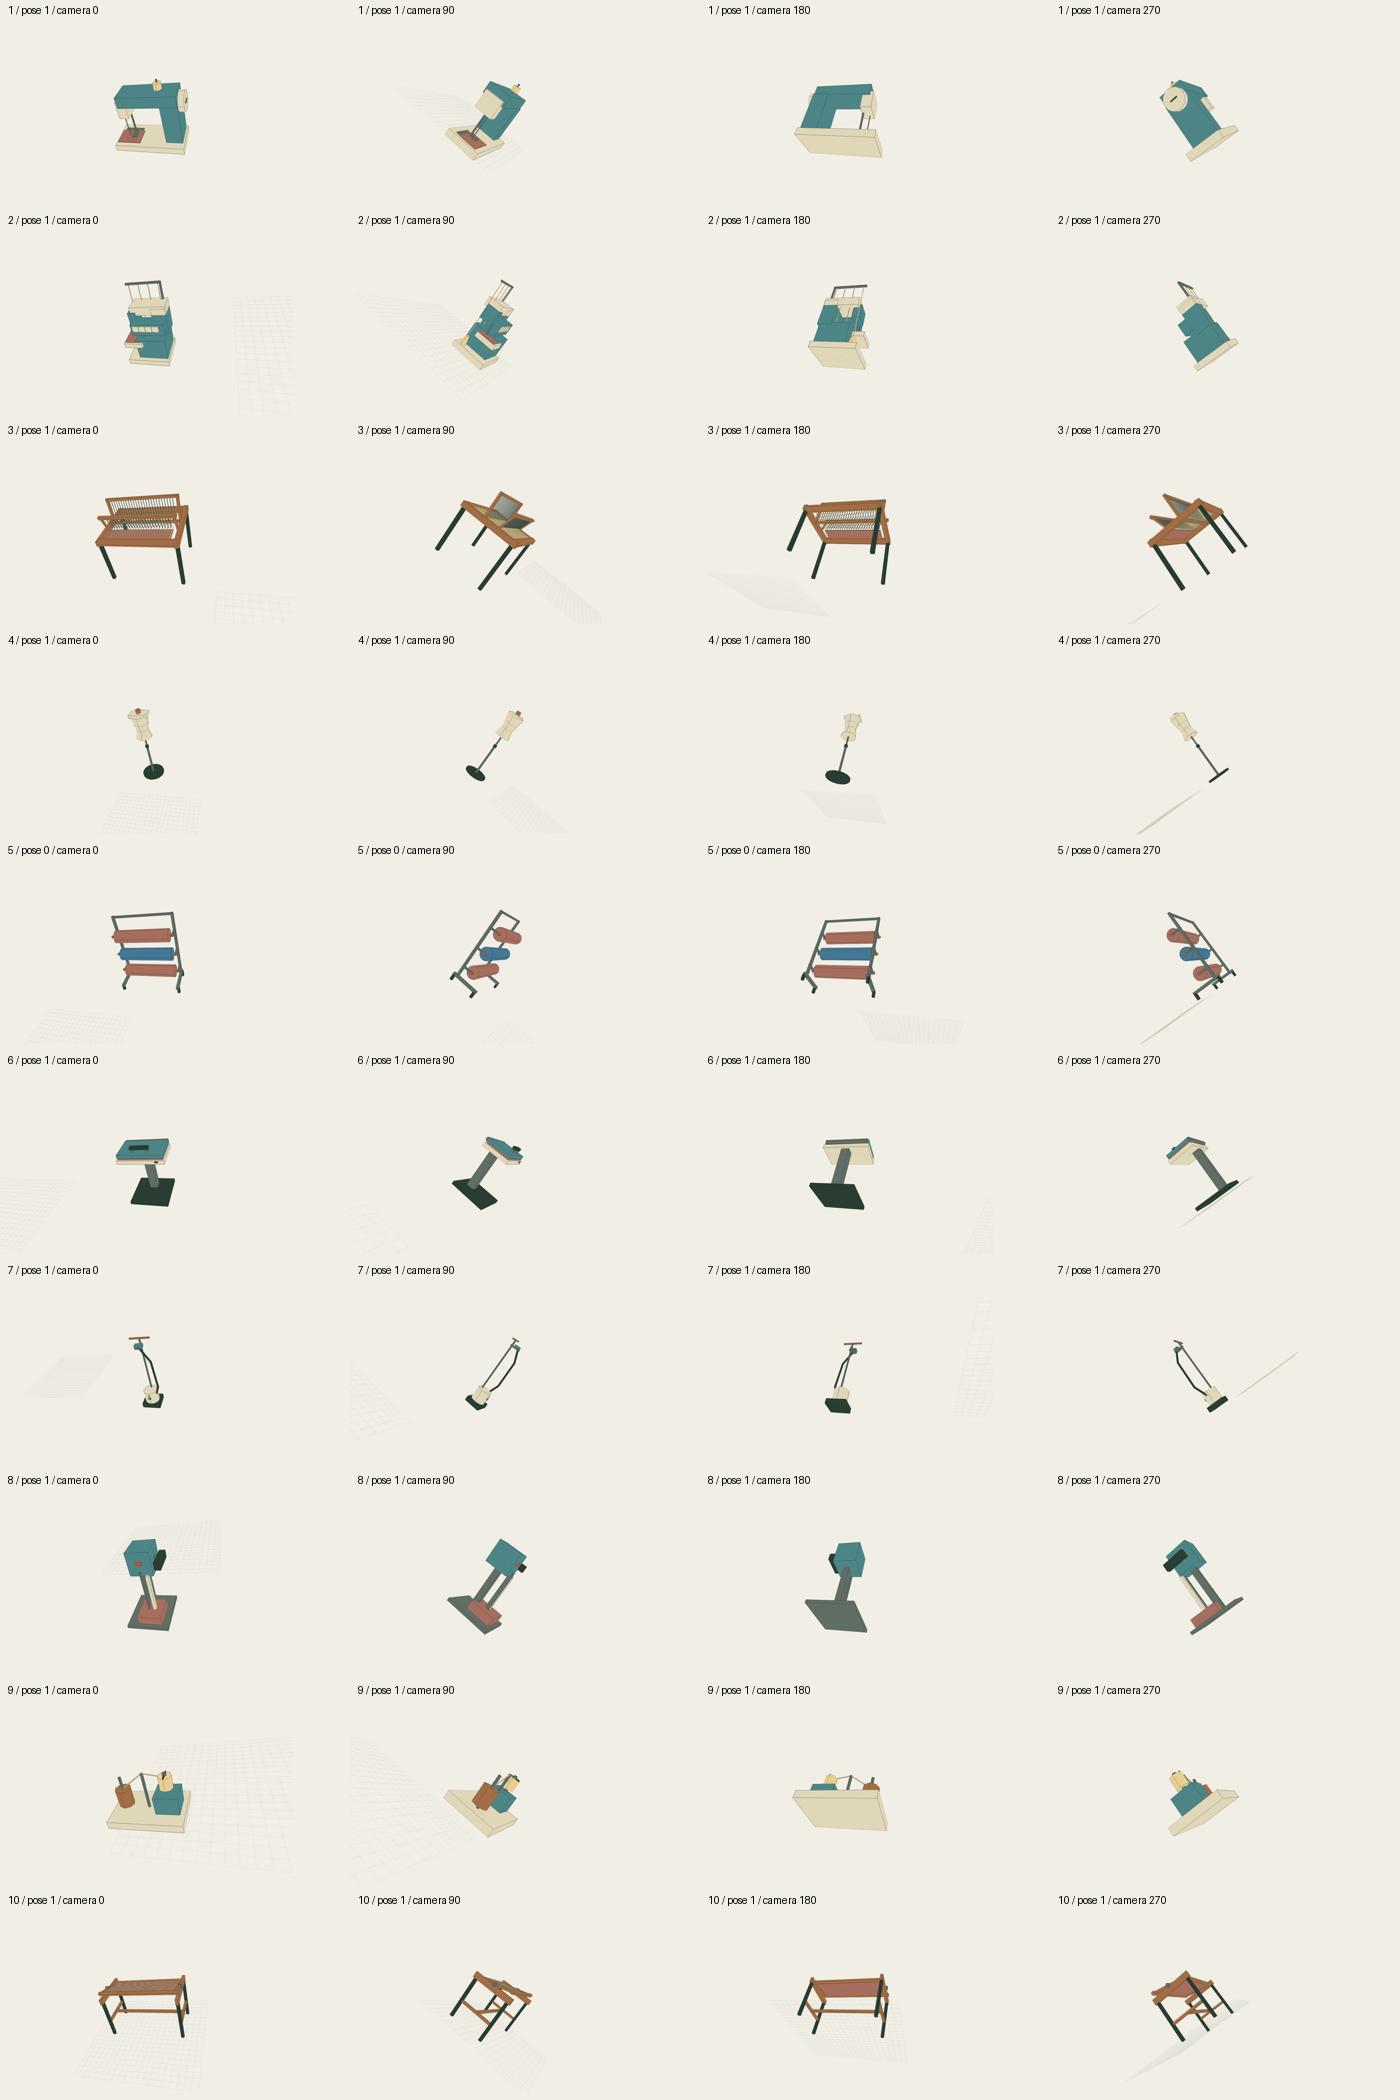 1 / pose 1 / camera 0
1 / pose 1 / camera 90
1 / pose 1 / camera 180
1 / pose 1 / camera 270
2 / pose 1 / camera 0
2 / pose 1 / camera 90
2 / pose 1 / camera 180
2 / pose 1 / camera 270
3 / pose 1 / camera 0
3 / pose 1 / camera 90
3 / pose 1 / camera 180
3 / pose 1 / camera 270
4 / pose 1 / camera 0
4 / pose 1 / camera 90
4 / pose 1 / camera 180
4 / pose 1 / camera 270
5 / pose 0 / camera 0
5 / pose 0 / camera 90
5 / pose 0 / camera 180
5 / pose 0 / camera 270
6 / pose 1 / camera 0
6 / pose 1 / camera 90
6 / pose 1 / camera 180
6 / pose 1 / camera 270
7 / pose 1 / camera 0
7 / pose 1 / camera 90
7 / pose 1 / camera 180
7 / pose 1 / camera 270
8 / pose 1 / camera 0
8 / pose 1 / camera 90
8 / pose 1 / camera 180
8 / pose 1 / camera 270
9 / pose 1 / camera 0
9 / pose 1 / camera 90
9 / pose 1 / camera 180
9 / pose 1 / camera 270
10 / pose 1 / camera 0
10 / pose 1 / camera 90
10 / pose 1 / camera 180
10 / pose 1 / camera 270